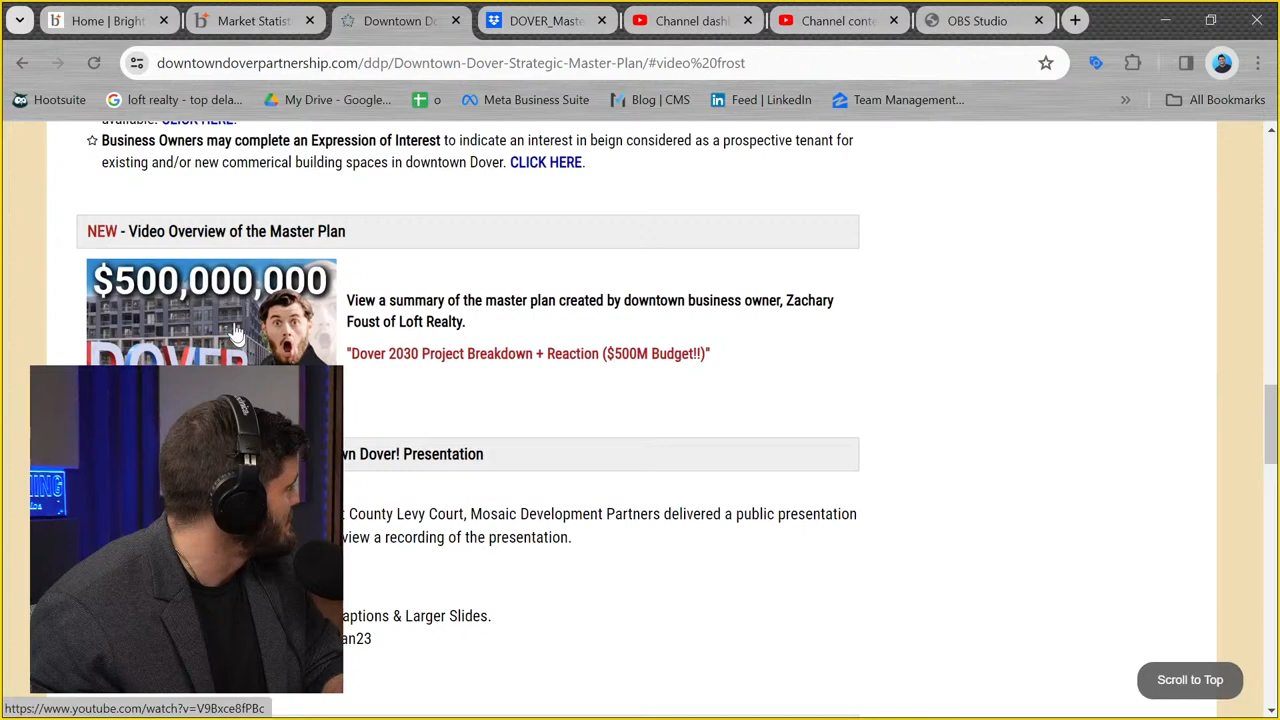 Home | Bright
Market Statist
Downtown Do
DOVER_Maste
Channel dashl
Channel conte
OBS Studio
downtowndoverpartnership.com/ddp/Downtown-Dover-Strategic-Master-Plan/#video%20frost
Hootsuite
loft realty - top dela...
My Drive - Google...
o
Meta Business Suite
Blog | CMS
Feed | LinkedIn
Team Management...
»
All Bookmarks
available. CLICK HERE.
Business Owners may complete an Expression of Interest to indicate an interest in beign considered as a prospective tenant for
existing and/or new commerical building spaces in downtown Dover. CLICK HERE.
NEW - Video Overview of the Master Plan
$500,000,000
DOVER
View a summary of the master plan created by downtown business owner, Zachary
Foust of Loft Realty.
"Dover 2030 Project Breakdown + Reaction ($500M Budget!!)"
wn Dover! Presentation
t County Levy Court, Mosaic Development Partners delivered a public presentation
view a recording of the presentation.
aptions & Larger Slides.
an23
Scroll to Top
https://www.youtube.com/watch?v=V9Bxce8fPBc